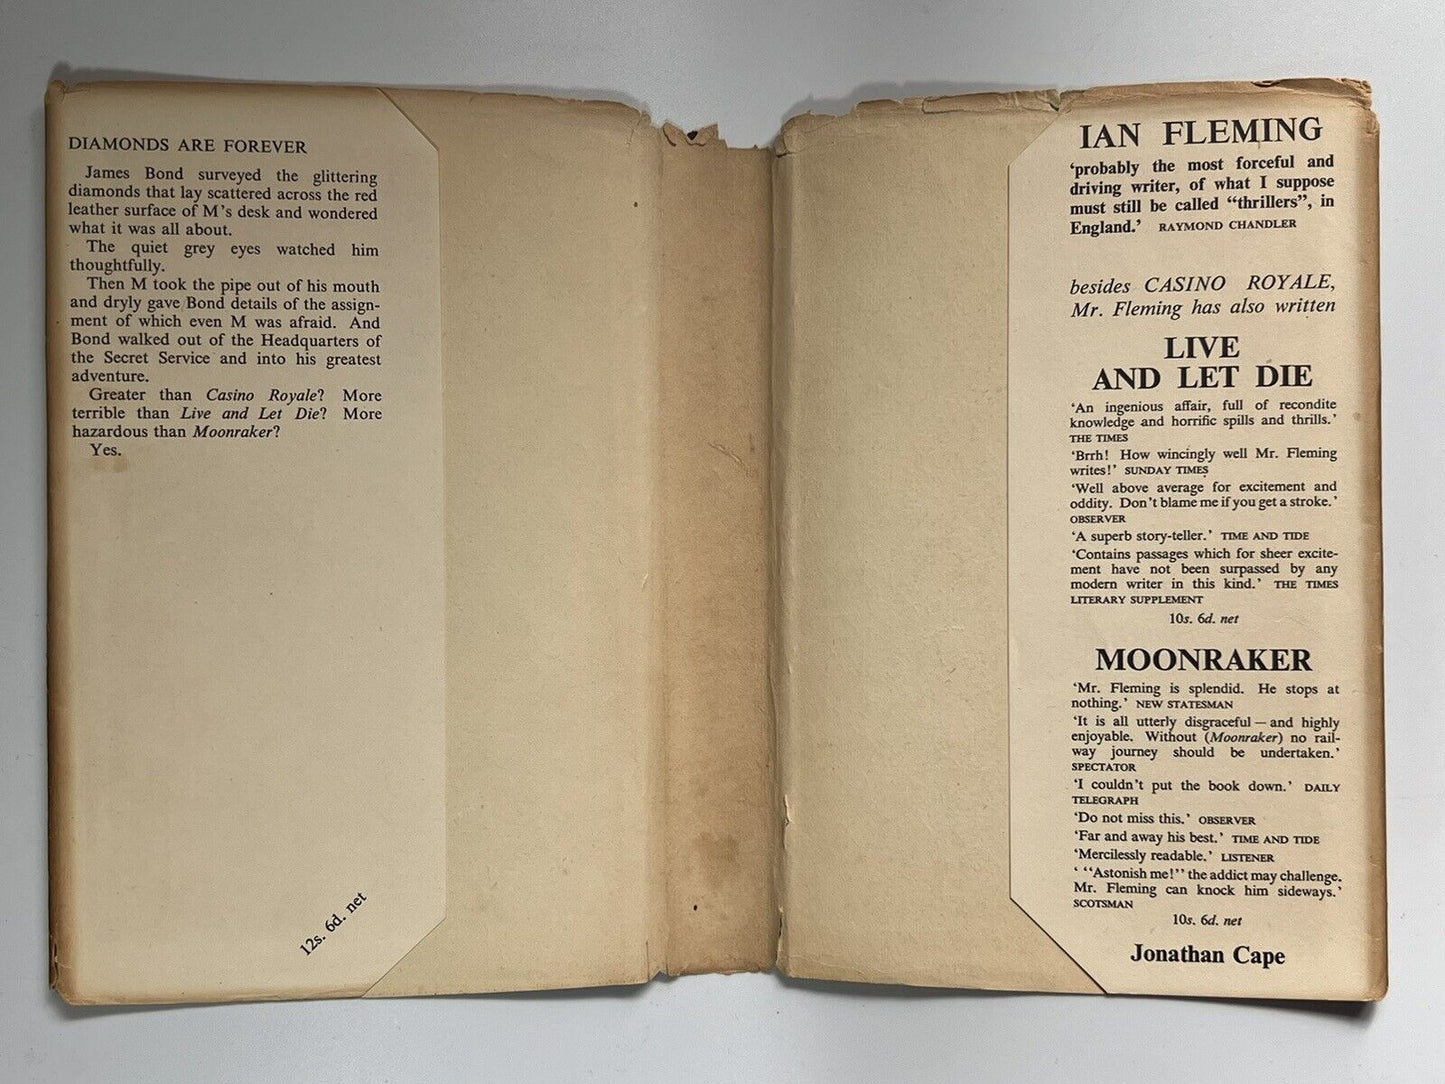 DIAMONDS ARE FOREVER
James Bond surveyed the glittering
diamonds that lay scattered across the red
leather surface of M's desk and wondered
what it was all about.
The quiet grey eyes watched him
thoughtfully.
Then M took the pipe out of his mouth
and dryly gave Bond details of the assign-
ment of which even M was afraid. And
Bond walked out of the Headquarters of
the Secret Service and into his greatest
adventure.
Greater than Casino Royale? More
terrible than Live and Let Die? More
hazardous than Moonraker?
Yes.
12s. 6d. net
IAN FLEMING
'probably the most forceful and
driving writer, of what I suppose
must still be called "thrillers", in
England.' RAYMOND CHANDLER
besides CASINO ROYALE,
Mr. Fleming has also written
LIVE
AND LET DIE
'An ingenious affair, full of recondite
knowledge and horrific spills and thrills.'
THE TIMES
'Brrh! How wincingly well Mr. Fleming
writes!' SUNDAY TIMES
'Well above average for excitement and
oddity. Don't blame me if you get a stroke.'
OBSERVER
'A superb story-teller.' TIME AND TIDE
'Contains passages which for sheer excite-
ment have not been surpassed by any
modern writer in this kind.' THE TIMES
LITERARY SUPPLEMENT
10s. 6d. net
MOONRAKER
'Mr. Fleming is splendid. He stops at
nothing.' NEW STATESMAN
'It is all utterly disgraceful — and highly
enjoyable. Without (Moonraker) no rail-
way journey should be undertaken.'
SPECTATOR
'I couldn't put the book down.' DAILY
TELEGRAPH
'Do not miss this.' OBSERVER
'Far and away his best.' TIME AND TIDE
'Mercilessly readable.' LISTENER
' "Astonish me!" the addict may challenge.
Mr. Fleming can knock him sideways.'
SCOTSMAN
10s. 6d. net
Jonathan Cape